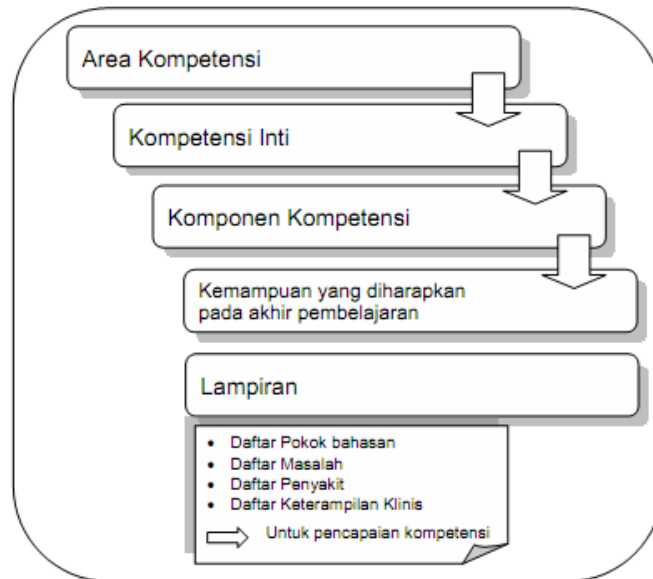 Area Kompetensi
Kompetensi Inti
Komponen Kompetensi
Kemampuan yang diharapkan
pada akhir pembelajaran
Lampiran
• Daftar Pokok bahasan
• Daftar Masalah
• Daftar Penyakit
• Daftar Keterampilan Klinis
Untuk pencapaian kompetensi